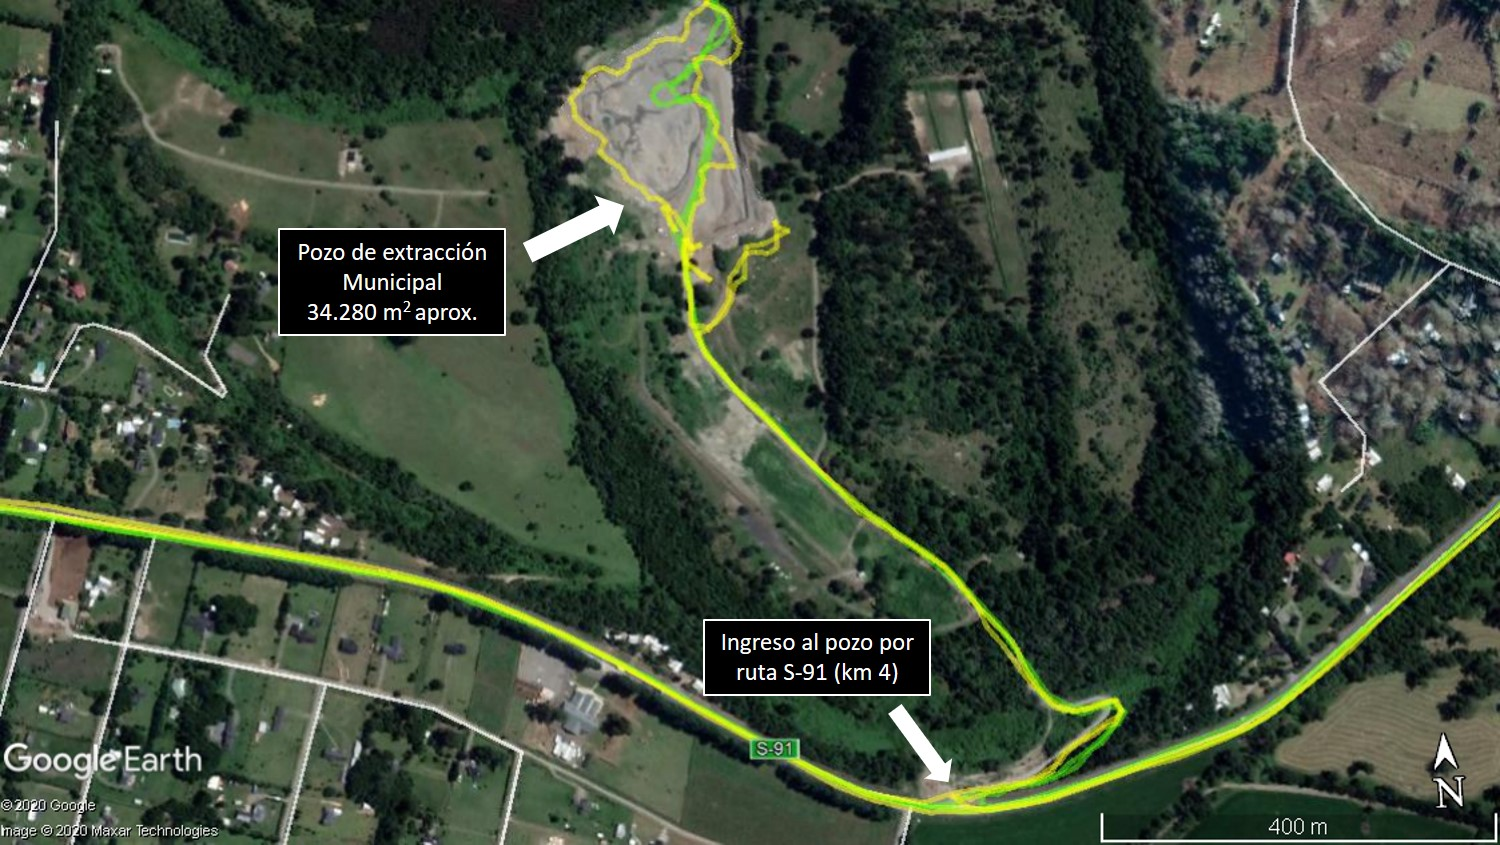 Pozo de extracción
Municipal
34.280 m² aprox.
Ingreso al pozo por
ruta S-91 (km 4)
S-91
Google Earth
© 2020 Google
Image © 2020 Maxar Technologies
N
400 m